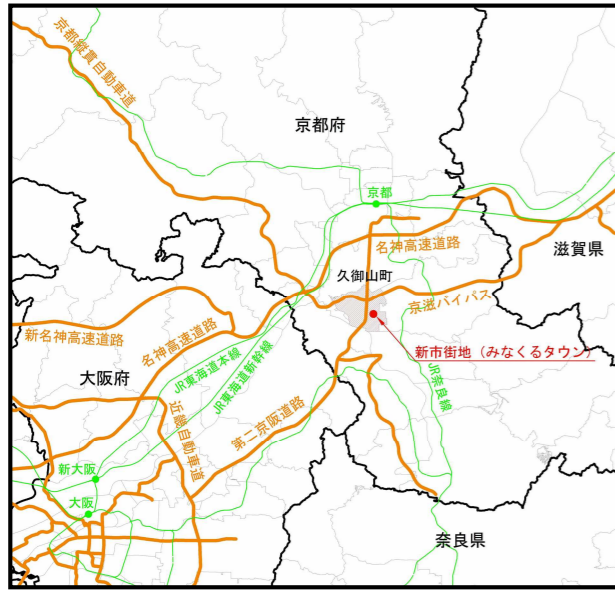 京都縦貫自動車道
京都府
京都
名神高速道路
滋賀県
久御山町
京滋バイパス
新名神高速道路
名神高速道路
新市街地（みなくるタウン）
大阪府
JR東海道本線
JR東海道新幹線
JR奈良線
近畿自動車道
第二京阪道路
新大阪
大阪
奈良県